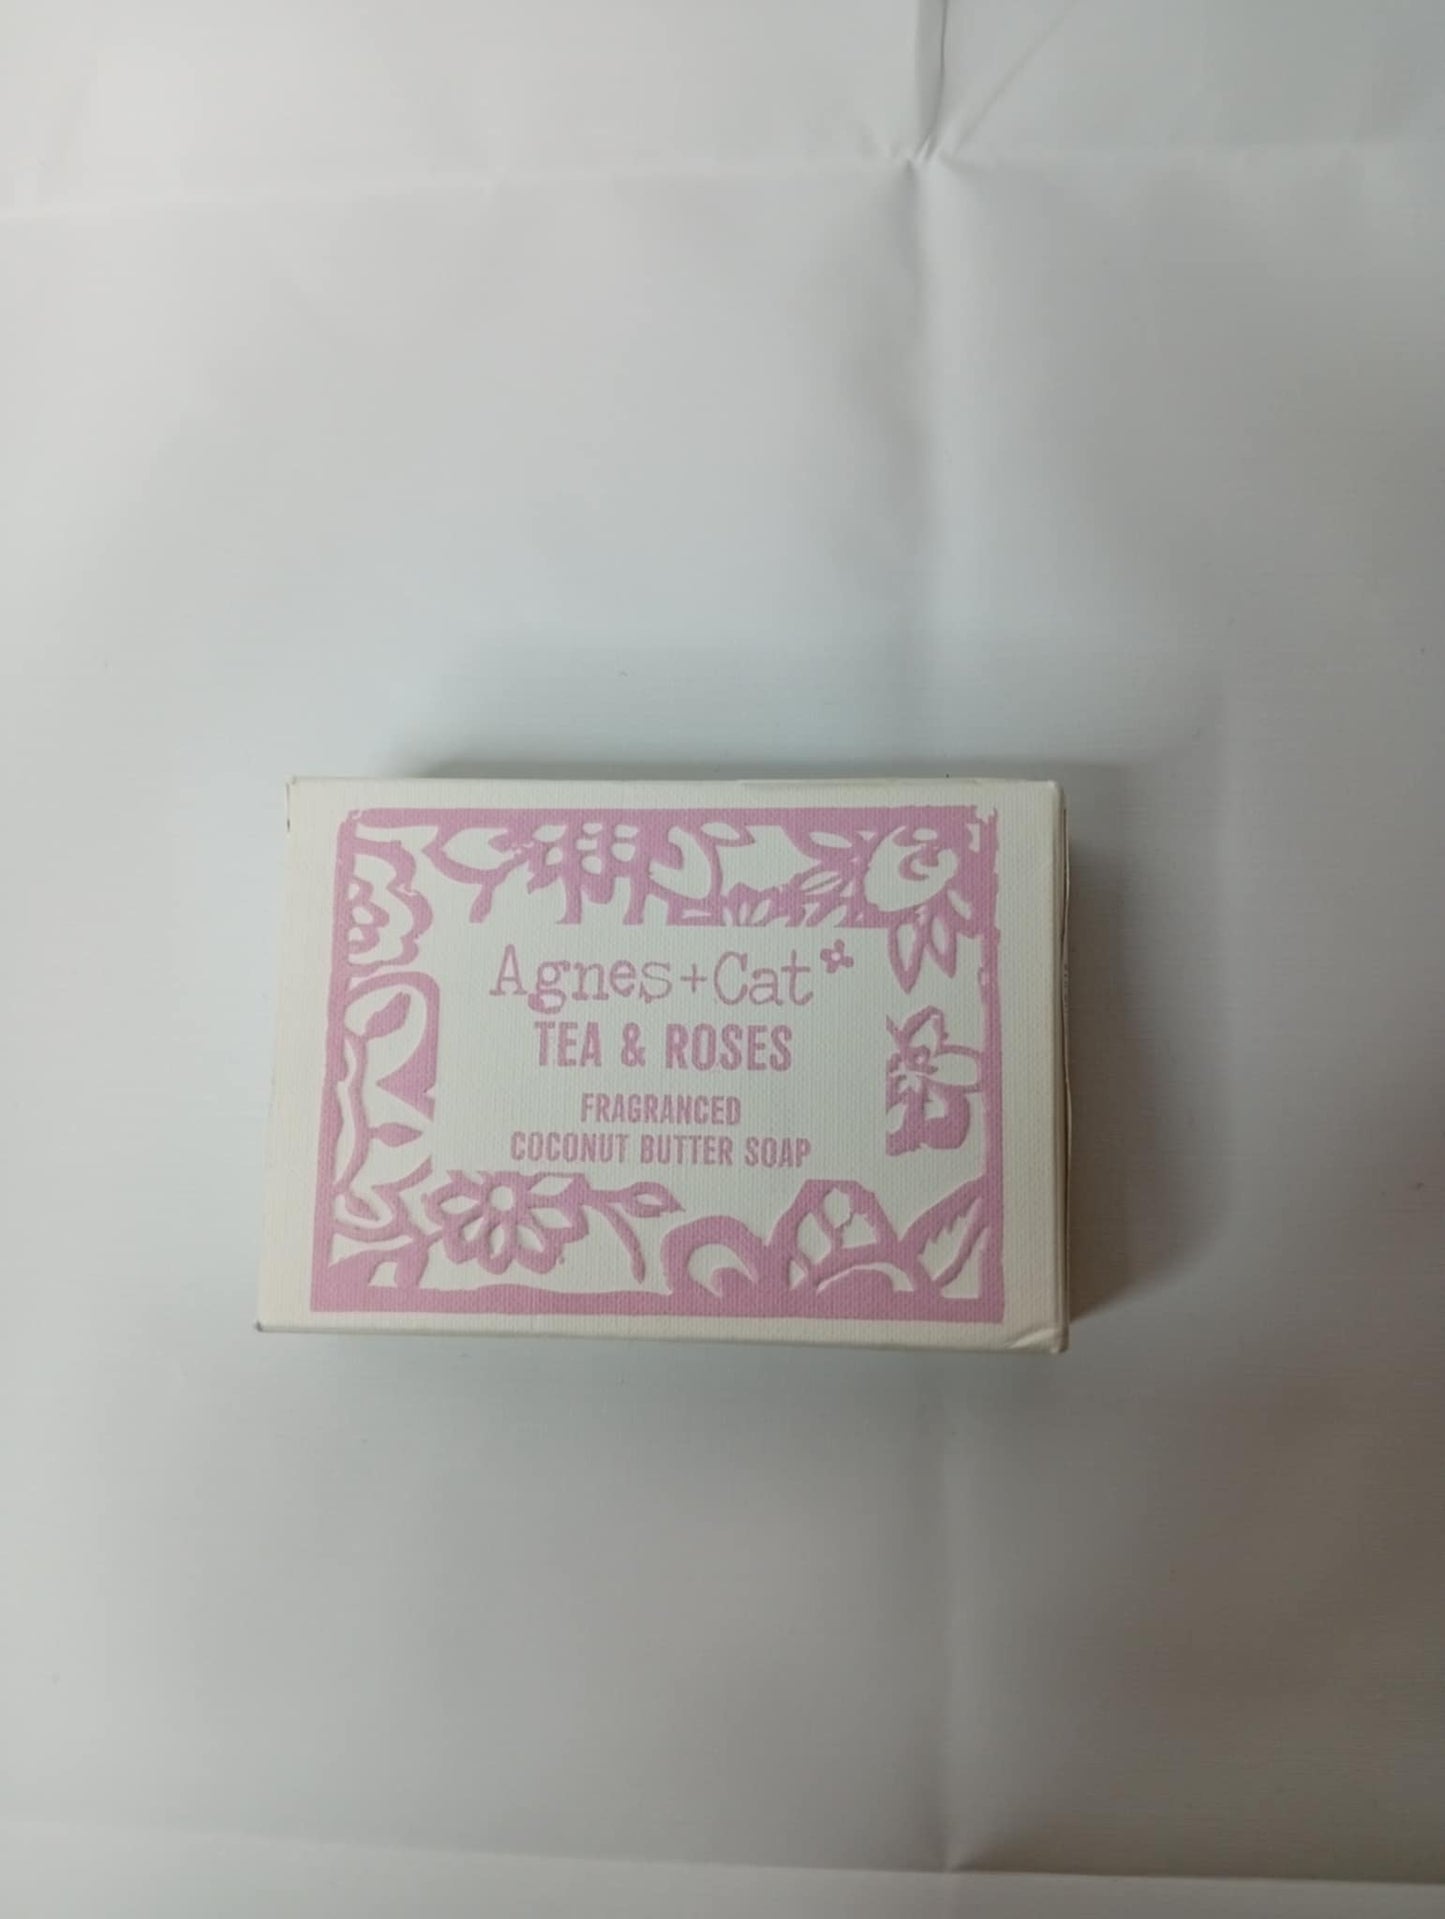 Agnes+Cat
TEA & ROSES
FRAGRANCED
COCONUT BUTTER SOAP